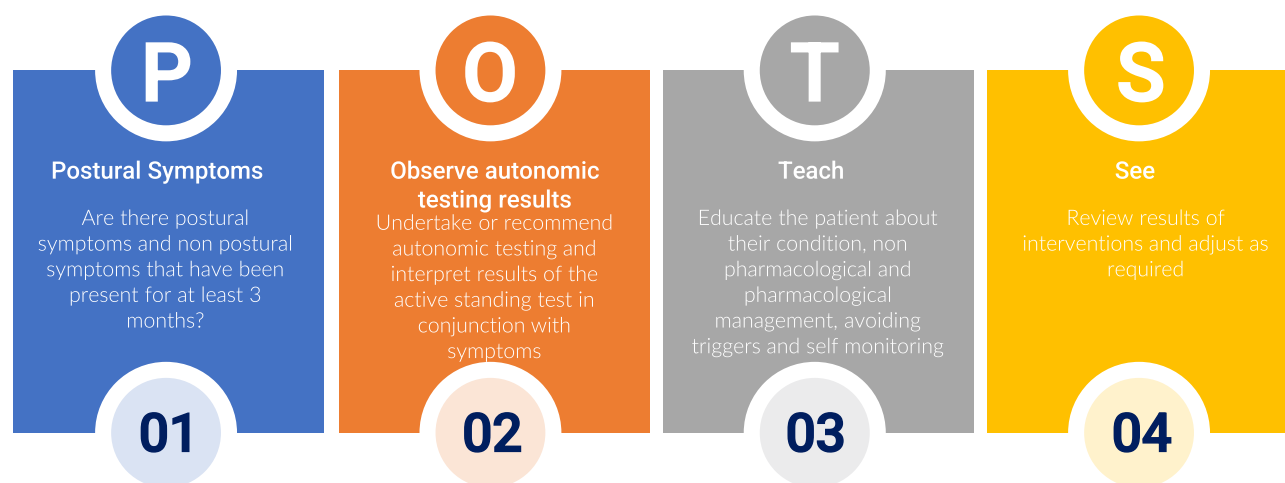 P
Postural Symptoms
Are there postural
symptoms and non postural
symptoms that have been
present for at least 3
months?
01
O
Observe autonomic
testing results
Undertake or recommend
autonomic testing and
interpret results of the
active standing test in
conjunction with
symptoms
02
T
Teach
Educate the patient about
their condition, non
pharmacological and
pharmacological
management, avoiding
triggers and self monitoring
03
S
See
Review results of
interventions and adjust as
required
04